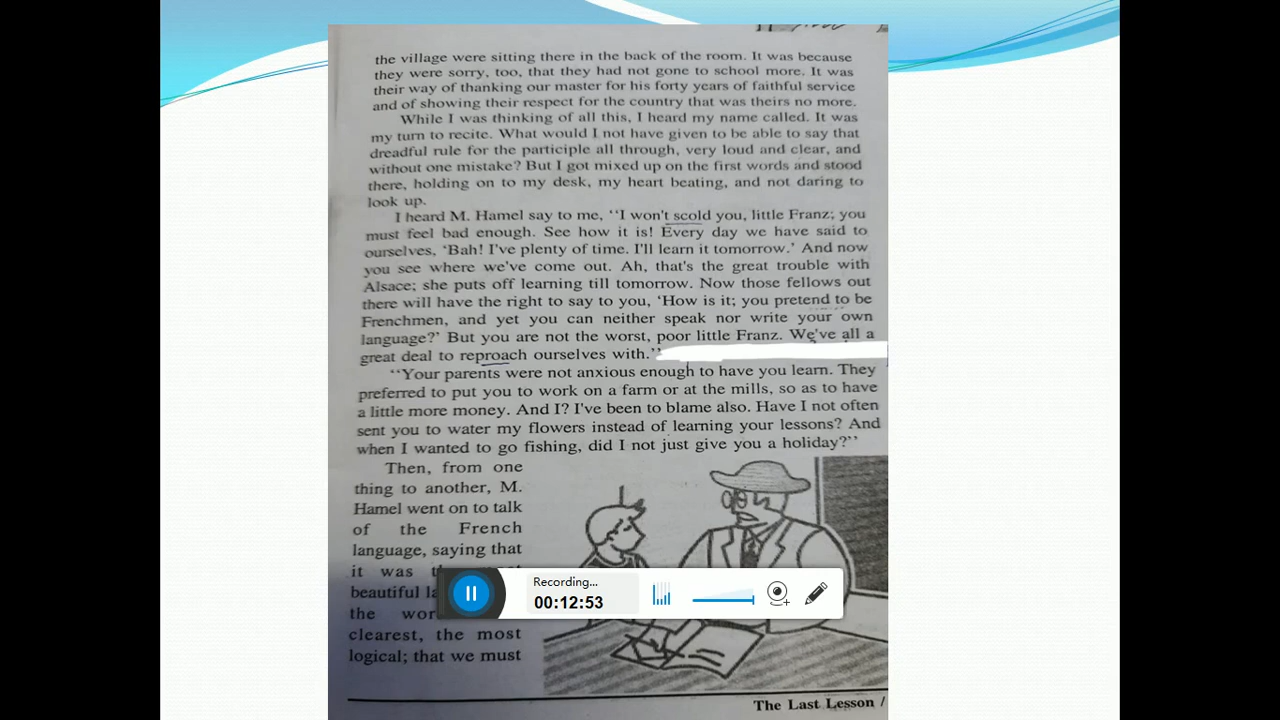 the village were sitting there in the back of the room. It was because
they were sorry, too, that they had not gone to school more. It was
their way of thanking our master for his forty years of faithful service
and of showing their respect for the country that was theirs no more.
While I was thinking of all this, I heard my name called. It was
my turn to recite. What would I not have given to be able to say that
dreadful rule for the participle all through, very loud and clear, and
without one mistake? But I got mixed up on the first words and stood
there, holding on to my desk, my heart beating, and not daring to
look up.
I heard M. Hamel say to me, ‘‘I won't scold you, little Franz; you
must feel bad enough. See how it is! Every day we have said to
ourselves, ‘Bah! I've plenty of time. I'll learn it tomorrow.’ And now
you see where we've come out. Ah, that's the great trouble with
Alsace; she puts off learning till tomorrow. Now those fellows out
there will have the right to say to you, ‘How is it; you pretend to be
Frenchmen, and yet you can neither speak nor write your own
language?’ But you are not the worst, poor little Franz. We've all a
great deal to reproach ourselves with.’’
‘‘Your parents were not anxious enough to have you learn. They
preferred to put you to work on a farm or at the mills, so as to have
a little more money. And I? I've been to blame also. Have I not often
sent you to water my flowers instead of learning your lessons? And
when I wanted to go fishing, did I not just give you a holiday?’’
Then, from one
thing to another, M.
Hamel went on to talk
of the French
language, saying that
it was
beautiful
the
clearest, the most
logical; that we must
Recording...
00:12:53
The Last Lesson /